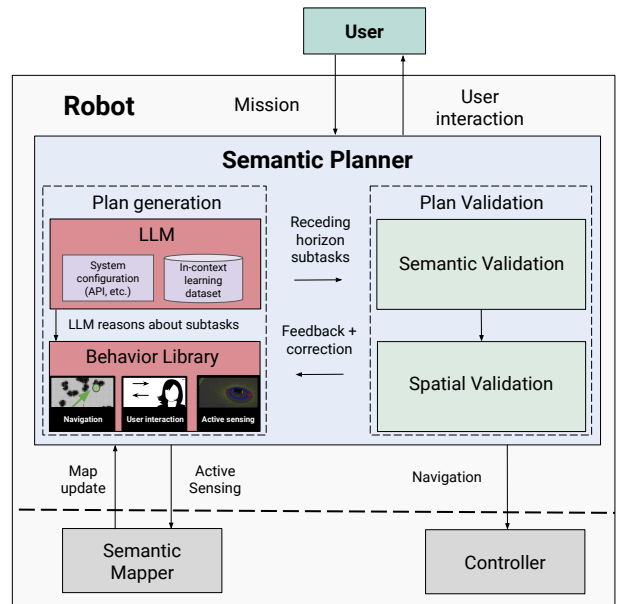 User
Robot
Mission
User
interaction
Semantic Planner
Plan generation
LLM
System
configuration
(API, etc.)
In-context
learning
dataset
LLM reasons about subtasks
Behavior Library
Navigation
User interaction
Active sensing
Receding
horizon
subtasks
Feedback +
correction
Plan Validation
Semantic Validation
Spatial Validation
Map
update
Active
Sensing
Navigation
Semantic
Mapper
Controller